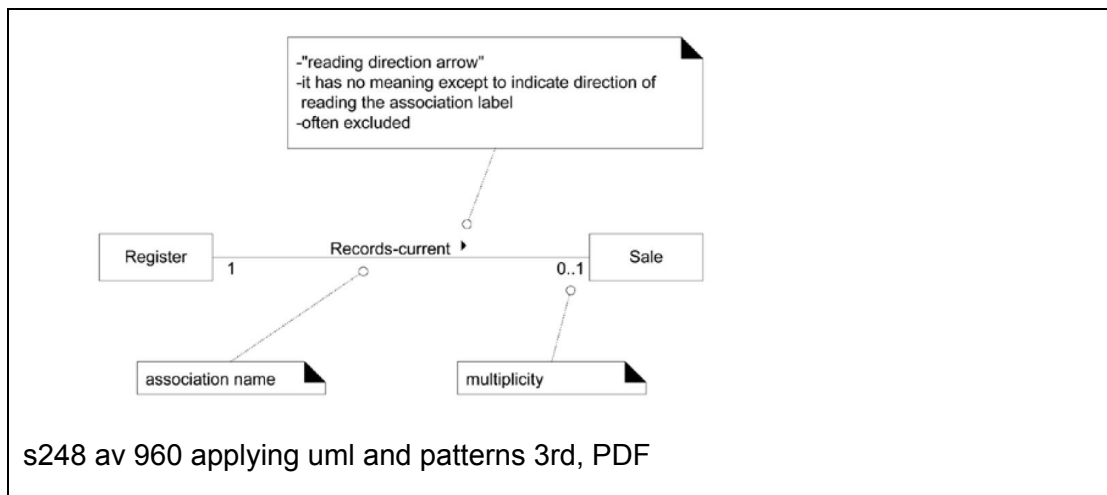 -"reading direction arrow"
-it has no meaning except to indicate direction of
reading the association label
-often excluded
Register
1
Records-current
0..1
Sale
association name
multiplicity
s248 av 960 applying uml and patterns 3rd, PDF